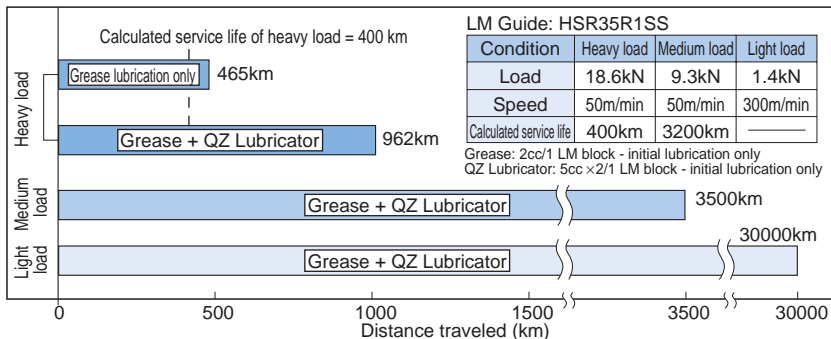 Calculated service life of heavy load = 400 km
Heavy load
Grease lubrication only
465km
Grease + QZ Lubricator
962km
LM Guide: HSR35R1SS
Condition Heavy load Medium load Light load
Load 18.6kN 9.3kN 1.4kN
Speed 50m/min 50m/min 300m/min
Calculated service life 400km 3200km ———
Grease: 2cc/1 LM block - initial lubrication only
QZ Lubricator: 5cc ×2/1 LM block - initial lubrication only
Medium
load
Grease + QZ Lubricator
3500km
Light
load
Grease + QZ Lubricator
30000km
0 500 1000 1500 3500 30000
Distance traveled (km)